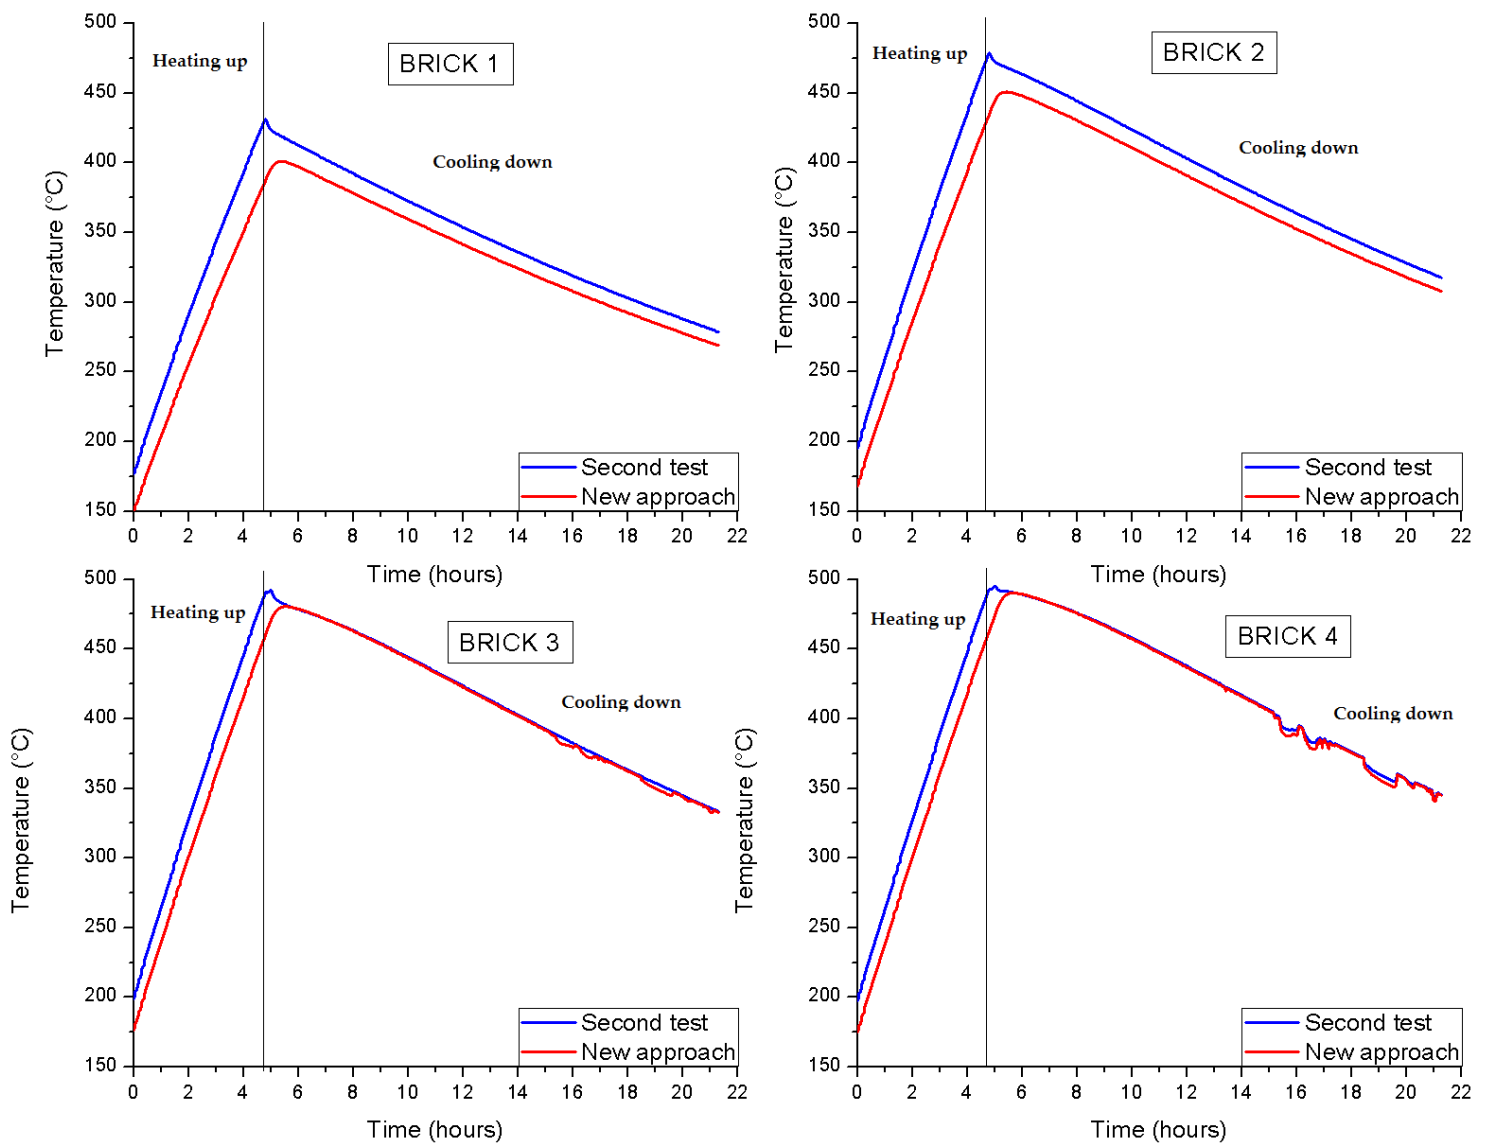 BRICK 1
Heating up
Cooling down
Temperature (°C)
500
450
400
350
300
250
200
150
Second test
New approach
0 2 4 6 8 10 12 14 16 18 20 22
Time (hours)
BRICK 2
Heating up
Cooling down
Temperature (°C)
500
450
400
350
300
250
200
150
Second test
New approach
0 2 4 6 8 10 12 14 16 18 20 22
Time (hours)
BRICK 3
Heating up
Cooling down
Temperature (°C)
500
450
400
350
300
250
200
150
Second test
New approach
0 2 4 6 8 10 12 14 16 18 20 22
Time (hours)
BRICK 4
Heating up
Cooling down
Temperature (°C)
500
450
400
350
300
250
200
150
Second test
New approach
0 2 4 6 8 10 12 14 16 18 20 22
Time (hours)